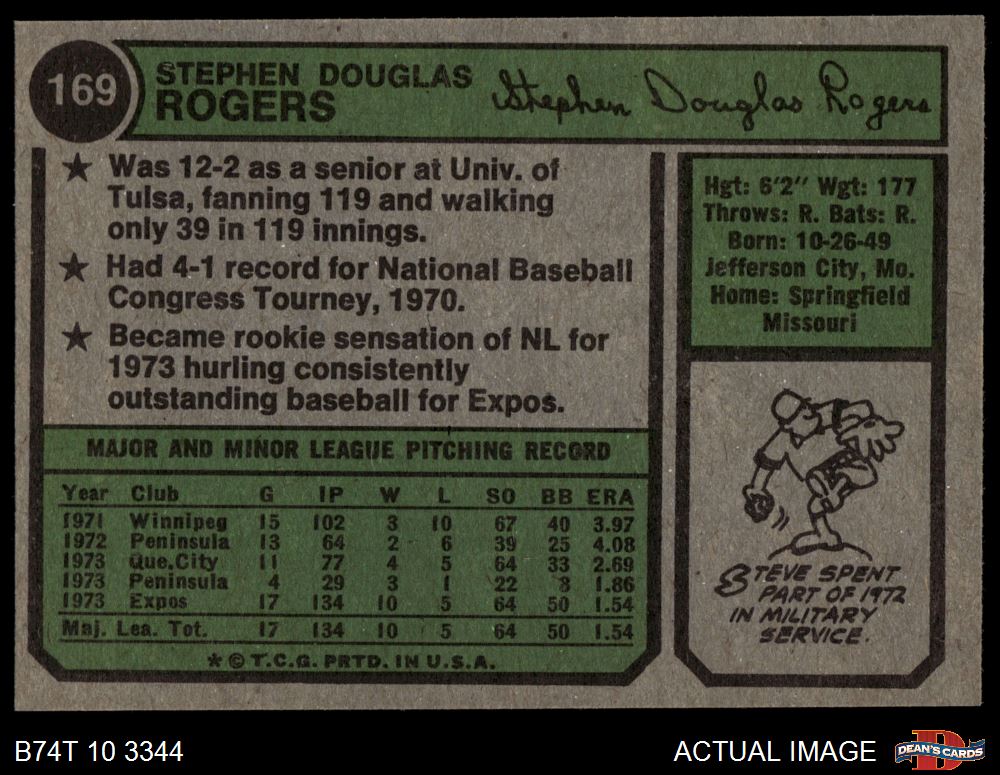 169
STEPHEN DOUGLAS
ROGERS
Stephen Douglas Rogers
★ Was 12-2 as a senior at Univ. of
Tulsa, fanning 119 and walking
only 39 in 119 innings.
★ Had 4-1 record for National Baseball
Congress Tourney, 1970.
★ Became rookie sensation of NL for
1973 hurling consistently
outstanding baseball for Expos.
Hgt: 6'2" Wgt: 177
Throws: R. Bats: R.
Born: 10-26-49
Jefferson City, Mo.
Home: Springfield
Missouri
MAJOR AND MINOR LEAGUE PITCHING RECORD
Year Club G IP W L SO BB ERA
1971 Winnipeg 15 102 3 10 67 40 3.97
1972 Peninsula 13 64 2 6 39 25 4.08
1973 Que.City 11 77 4 5 64 33 2.69
1973 Peninsula 4 29 3 1 22 8 1.86
1973 Expos 17 134 10 5 64 50 1.54
Maj. Lea. Tot. 17 134 10 5 64 50 1.54
★ © T.C.G. PRTD. IN U.S.A.
STEVE SPENT
PART OF 1972
IN MILITARY
SERVICE.
B74T 10 3344
ACTUAL IMAGE
DEAN'S CARDS